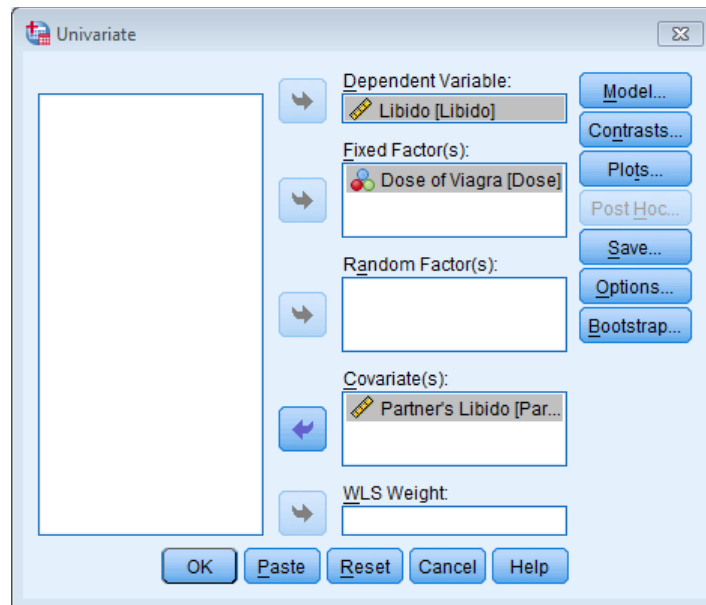 Univariate
Dependent Variable:
Libido [Libido]
Fixed Factor(s):
Dose of Viagra [Dose]
Random Factor(s):
Covariate(s):
Partner's Libido [Par...
WLS Weight:
Model...
Contrasts...
Plots...
Post Hoc...
Save...
Options...
Bootstrap...
OK
Paste
Reset
Cancel
Help